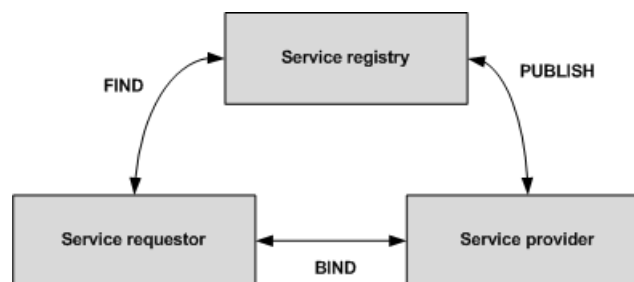 Service registry
FIND
PUBLISH
Service requestor
Service provider
BIND